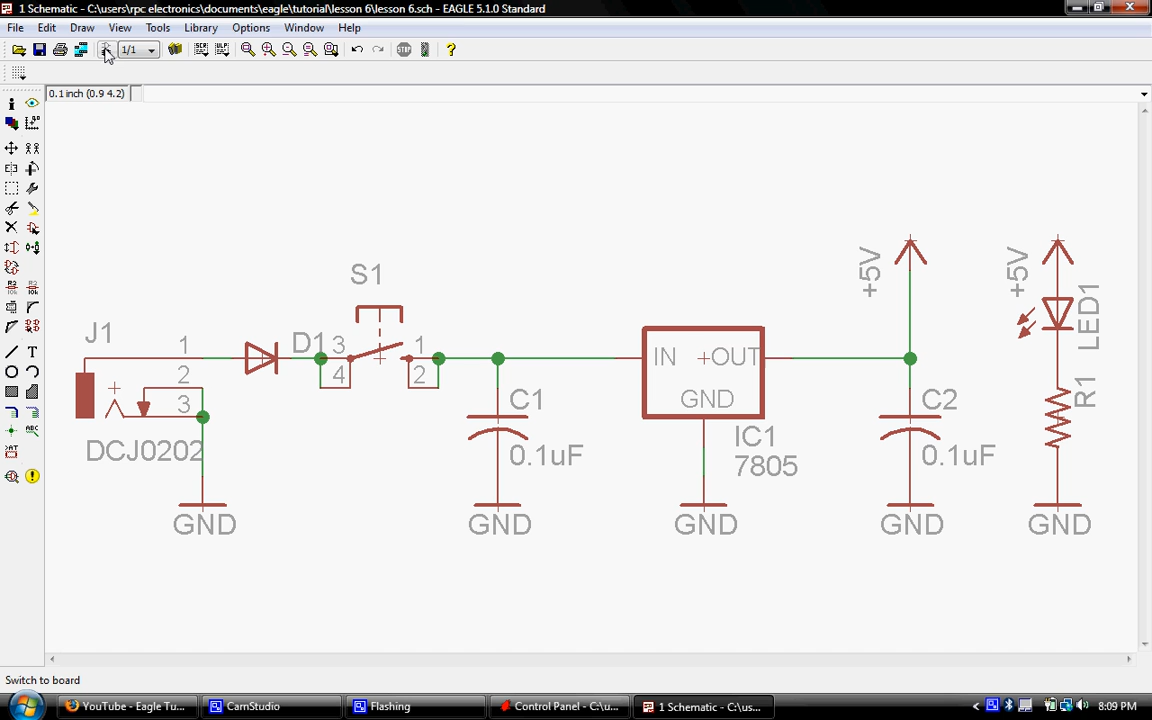 1 Schematic - C:\users\rpc electronics\documents\eagle\tutorial\lesson 6\lesson 6.sch - EAGLE 5.1.0 Standard
File Edit Draw View Tools Library Options Window Help
1/1
SCR ULP STOP ?
0.1 inch (0.9 4.2)
+5V
+5V
S1
LED1
J1
1
D1
3
1
IN
+OUT
2
4
2
3
GND
C1
C2
R1
DCJ0202
0.1uF
IC1
0.1uF
7805
GND
GND
GND
GND
GND
Switch to board
YouTube - Eagle Tu...
CamStudio
Flashing
Control Panel - C:\u...
1 Schematic - C:\us...
8:09 PM